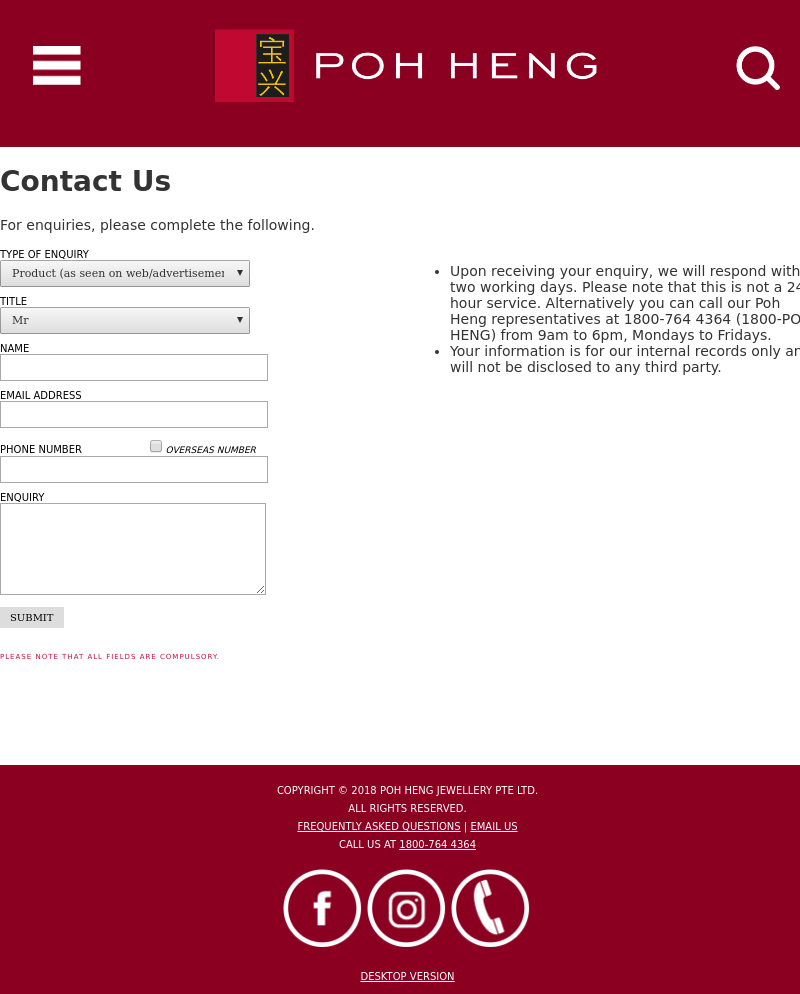 宝兴
POH HENG
Contact Us
For enquiries, please complete the following.
TYPE OF ENQUIRY
Product (as seen on web/advertisemen
TITLE
Mr
NAME
EMAIL ADDRESS
PHONE NUMBER OVERSEAS NUMBER
ENQUIRY
SUBMIT
PLEASE NOTE THAT ALL FIELDS ARE COMPULSORY.
Upon receiving your enquiry, we will respond with
two working days. Please note that this is not a 24
hour service. Alternatively you can call our Poh
Heng representatives at 1800-764 4364 (1800-PO
HENG) from 9am to 6pm, Mondays to Fridays.
Your information is for our internal records only an
will not be disclosed to any third party.
COPYRIGHT © 2018 POH HENG JEWELLERY PTE LTD.
ALL RIGHTS RESERVED.
FREQUENTLY ASKED QUESTIONS | EMAIL US
CALL US AT 1800-764 4364
DESKTOP VERSION